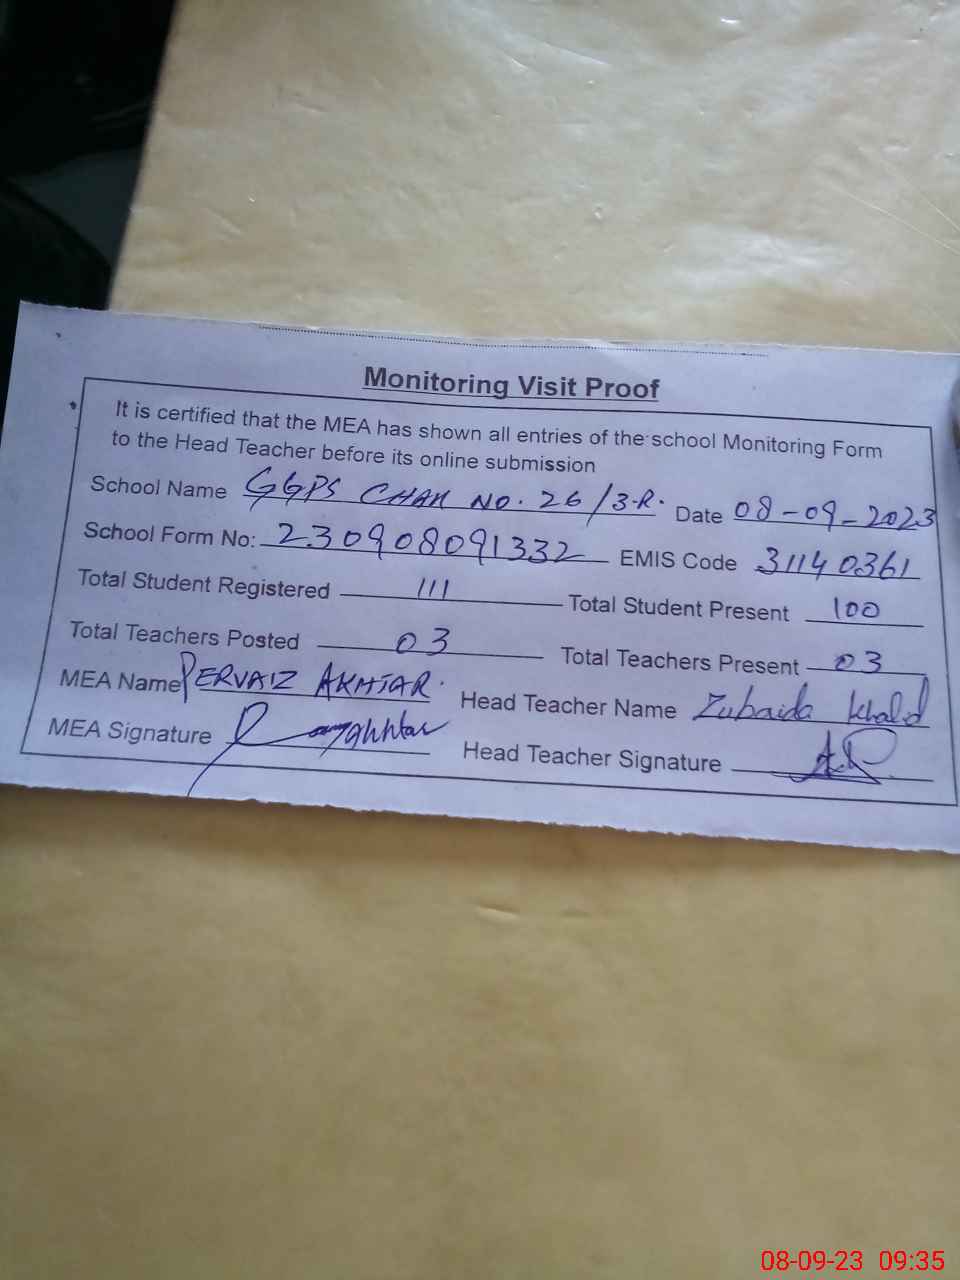 Monitoring Visit Proof
It is certified that the MEA has shown all entries of the school Monitoring Form
to the Head Teacher before its online submission
School Name GGPS CHAK NO. 26/3-R. Date 08-09-2023
School Form No: 230908091332 EMIS Code 31140361
Total Student Registered 111 Total Student Present 100
Total Teachers Posted 03 Total Teachers Present 03
MEA Name PERVAIZ AKHTAR. Head Teacher Name Zubaida Khalid
MEA Signature Head Teacher Signature
08-09-23 09:35